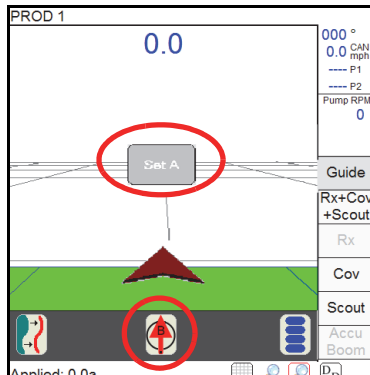 PROD 1
0.0
000 °
0.0 CAN mph
---- P1
---- P2
Pump RPM
0
Set A
Guide
Rx+Cov
+Scout
Rx
Cov
Scout
Accu
Boom
B
Applied: 0.0a